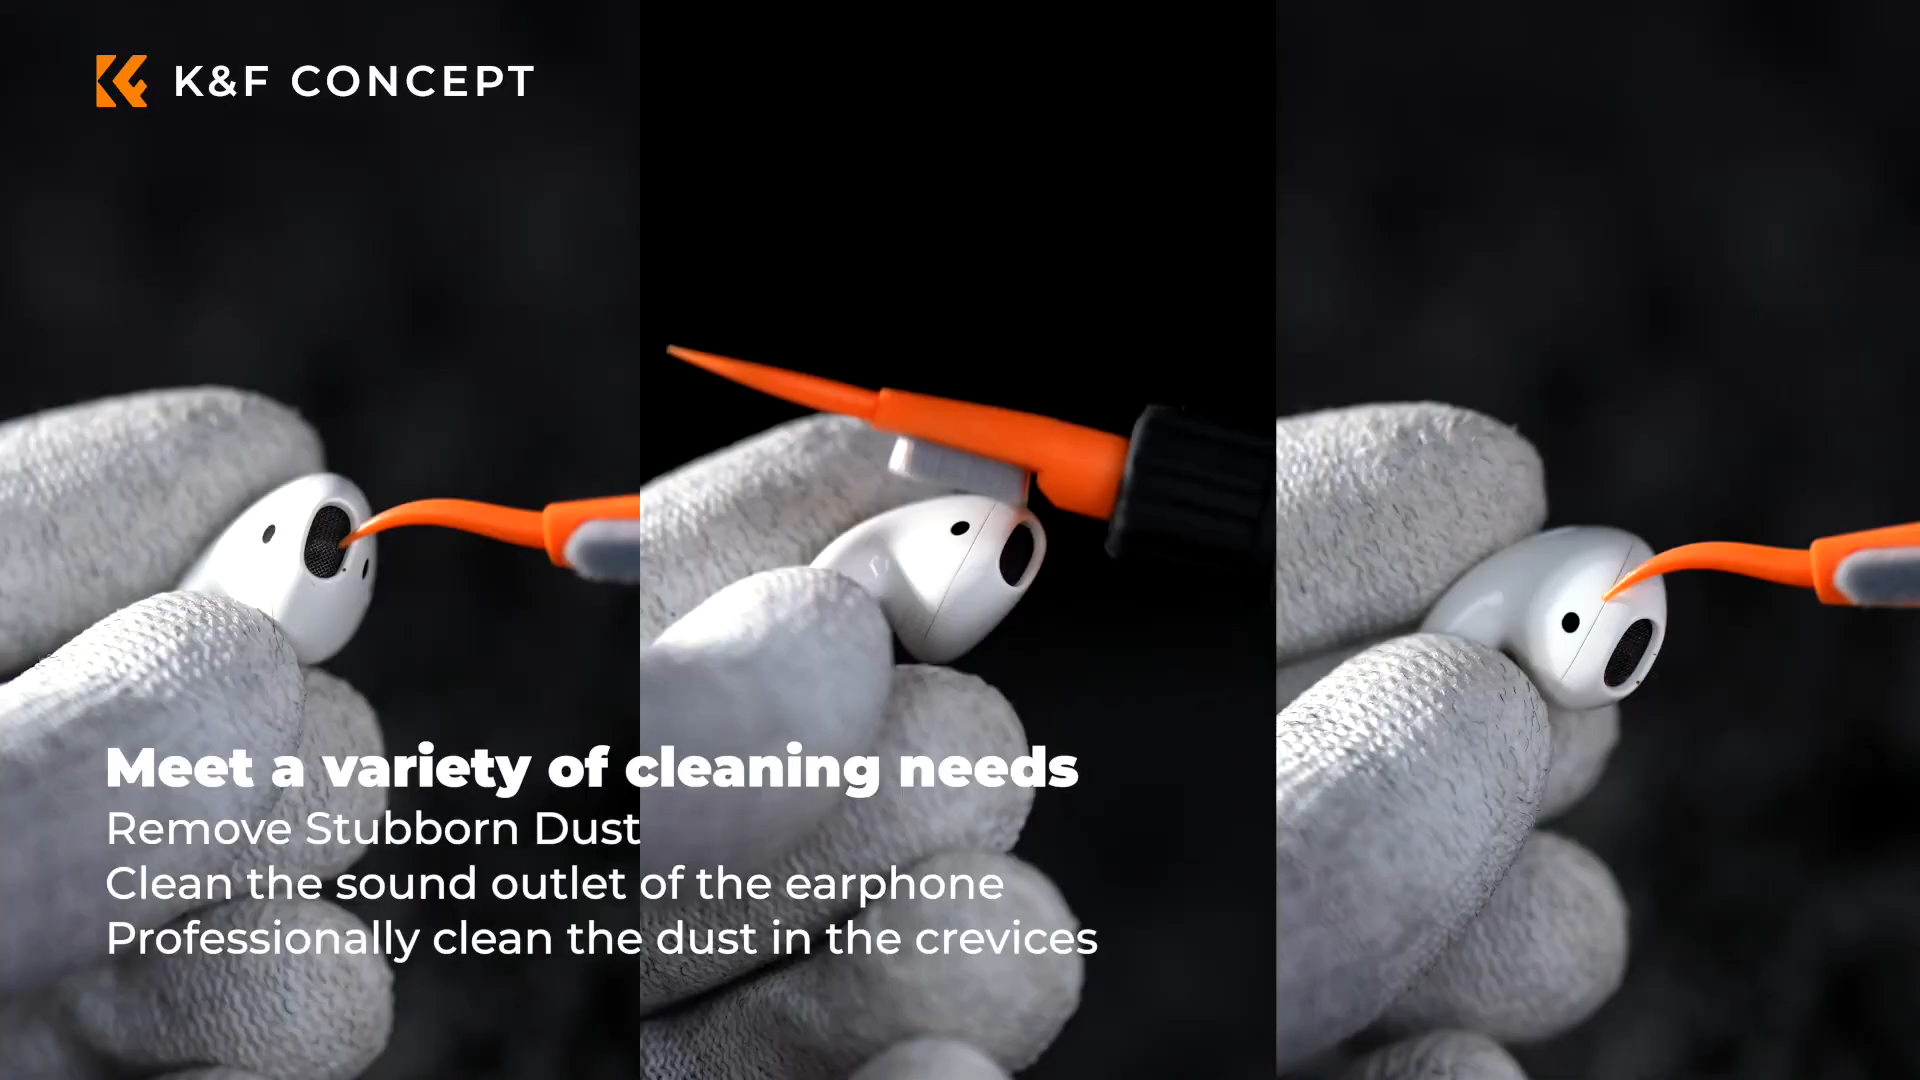 K&F CONCEPT
Meet a variety of cleaning needs
Remove Stubborn Dust
Clean the sound outlet of the earphone
Professionally clean the dust in the crevices